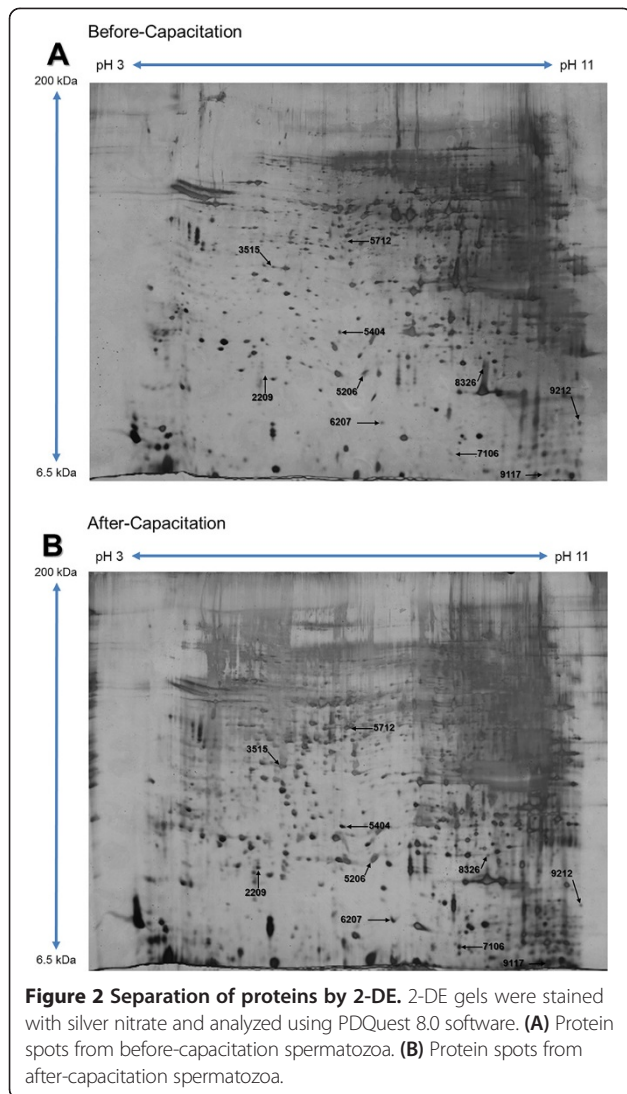 Before-Capacitation
A
pH 3
pH 11
200 kDa
5712
3515
5404
2209
5206
8326
9212
6207
7106
9117
6.5 kDa
After-Capacitation
B
pH 3
pH 11
200 kDa
5712
3515
5404
8326
5206
9212
2209
6207
7106
9117
6.5 kDa
Figure 2 Separation of proteins by 2-DE. 2-DE gels were stained
with silver nitrate and analyzed using PDQuest 8.0 software. (A) Protein
spots from before-capacitation spermatozoa. (B) Protein spots from
after-capacitation spermatozoa.